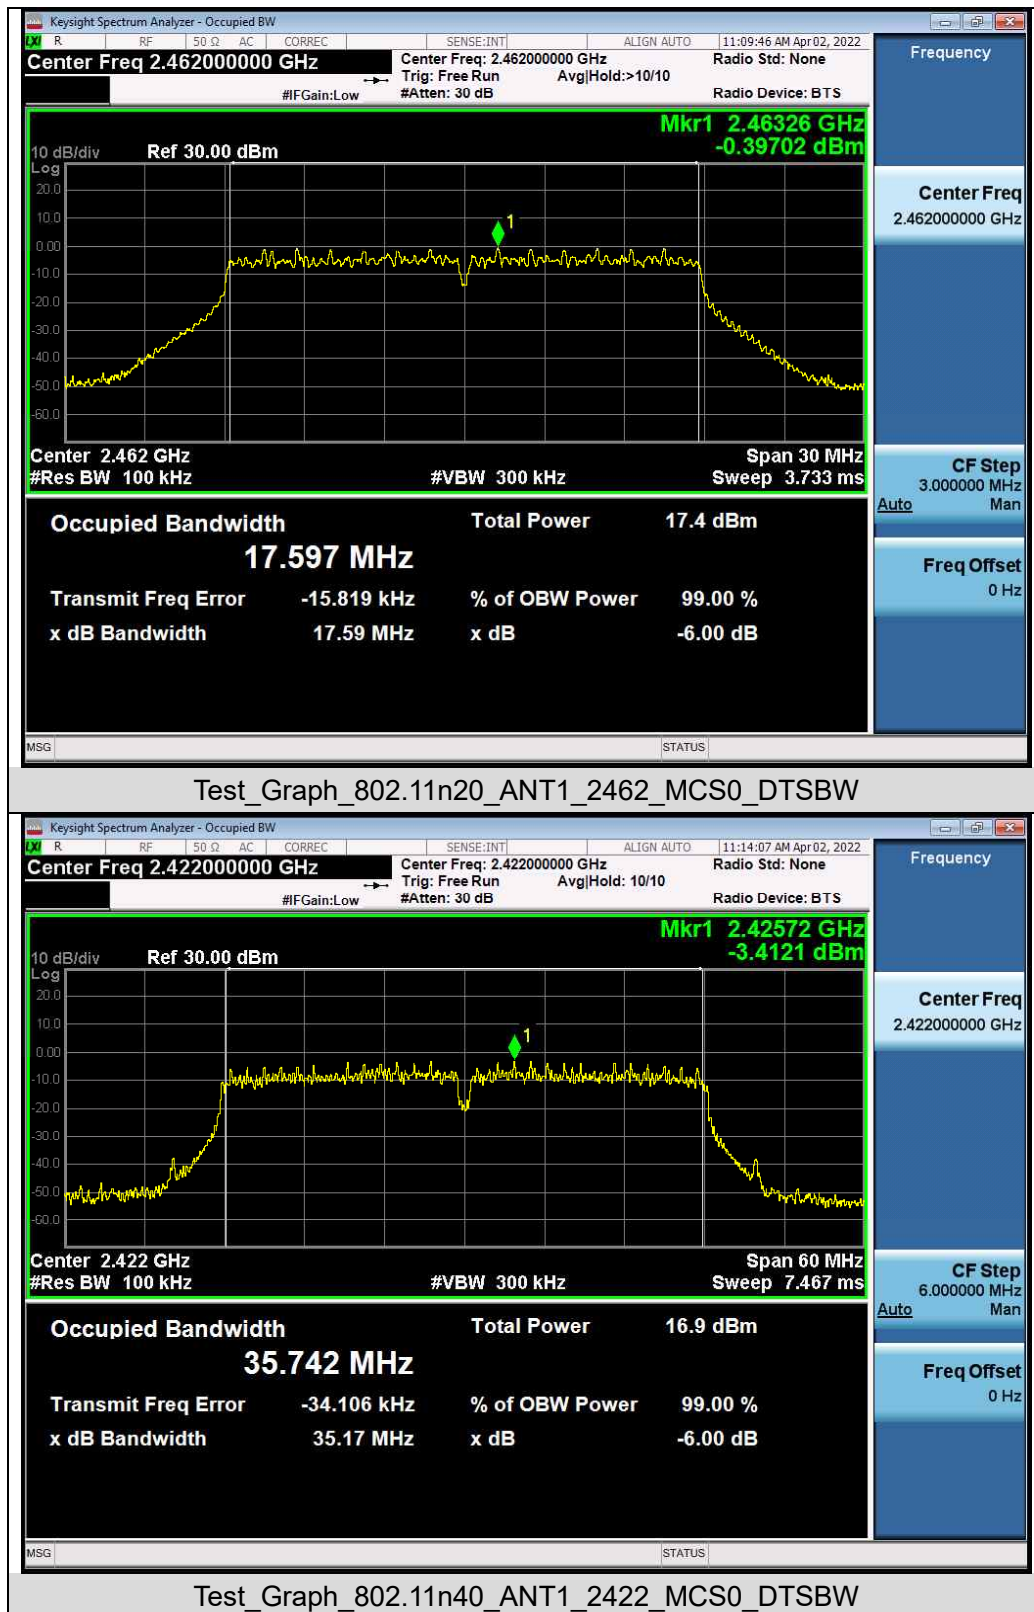 Keysight Spectrum Analyzer - Occupied BW
LXI R RF 50 Ω AC CORREC SENSE:INT ALIGN AUTO 11:09:46 AM Apr 02, 2022
Center Freq 2.462000000 GHz
Center Freq: 2.462000000 GHz Radio Std: None
Trig: Free Run Avg|Hold:>10/10
#IFGain:Low #Atten: 30 dB Radio Device: BTS
Frequency
Mkr1 2.46326 GHz
-0.39702 dBm
10 dB/div Ref 30.00 dBm
Log
20.0
10.0
0.00
-10.0
-20.0
-30.0
-40.0
-50.0
-60.0
1
Center 2.462 GHz Span 30 MHz
#Res BW 100 kHz #VBW 300 kHz Sweep 3.733 ms
Center Freq
2.462000000 GHz
CF Step
3.000000 MHz
Auto Man
Freq Offset
0 Hz
Occupied Bandwidth Total Power 17.4 dBm
17.597 MHz
Transmit Freq Error -15.819 kHz % of OBW Power 99.00 %
x dB Bandwidth 17.59 MHz x dB -6.00 dB
MSG STATUS
Test_Graph_802.11n20_ANT1_2462_MCS0_DTSBW
Keysight Spectrum Analyzer - Occupied BW
LXI R RF 50 Ω AC CORREC SENSE:INT ALIGN AUTO 11:14:07 AM Apr 02, 2022
Center Freq 2.422000000 GHz
Center Freq: 2.422000000 GHz Radio Std: None
Trig: Free Run Avg|Hold: 10/10
#IFGain:Low #Atten: 30 dB Radio Device: BTS
Frequency
Mkr1 2.42572 GHz
-3.4121 dBm
10 dB/div Ref 30.00 dBm
Log
20.0
10.0
0.00
-10.0
-20.0
-30.0
-40.0
-50.0
-60.0
1
Center 2.422 GHz Span 60 MHz
#Res BW 100 kHz #VBW 300 kHz Sweep 7.467 ms
Center Freq
2.422000000 GHz
CF Step
6.000000 MHz
Auto Man
Freq Offset
0 Hz
Occupied Bandwidth Total Power 16.9 dBm
35.742 MHz
Transmit Freq Error -34.106 kHz % of OBW Power 99.00 %
x dB Bandwidth 35.17 MHz x dB -6.00 dB
MSG STATUS
Test_Graph_802.11n40_ANT1_2422_MCS0_DTSBW